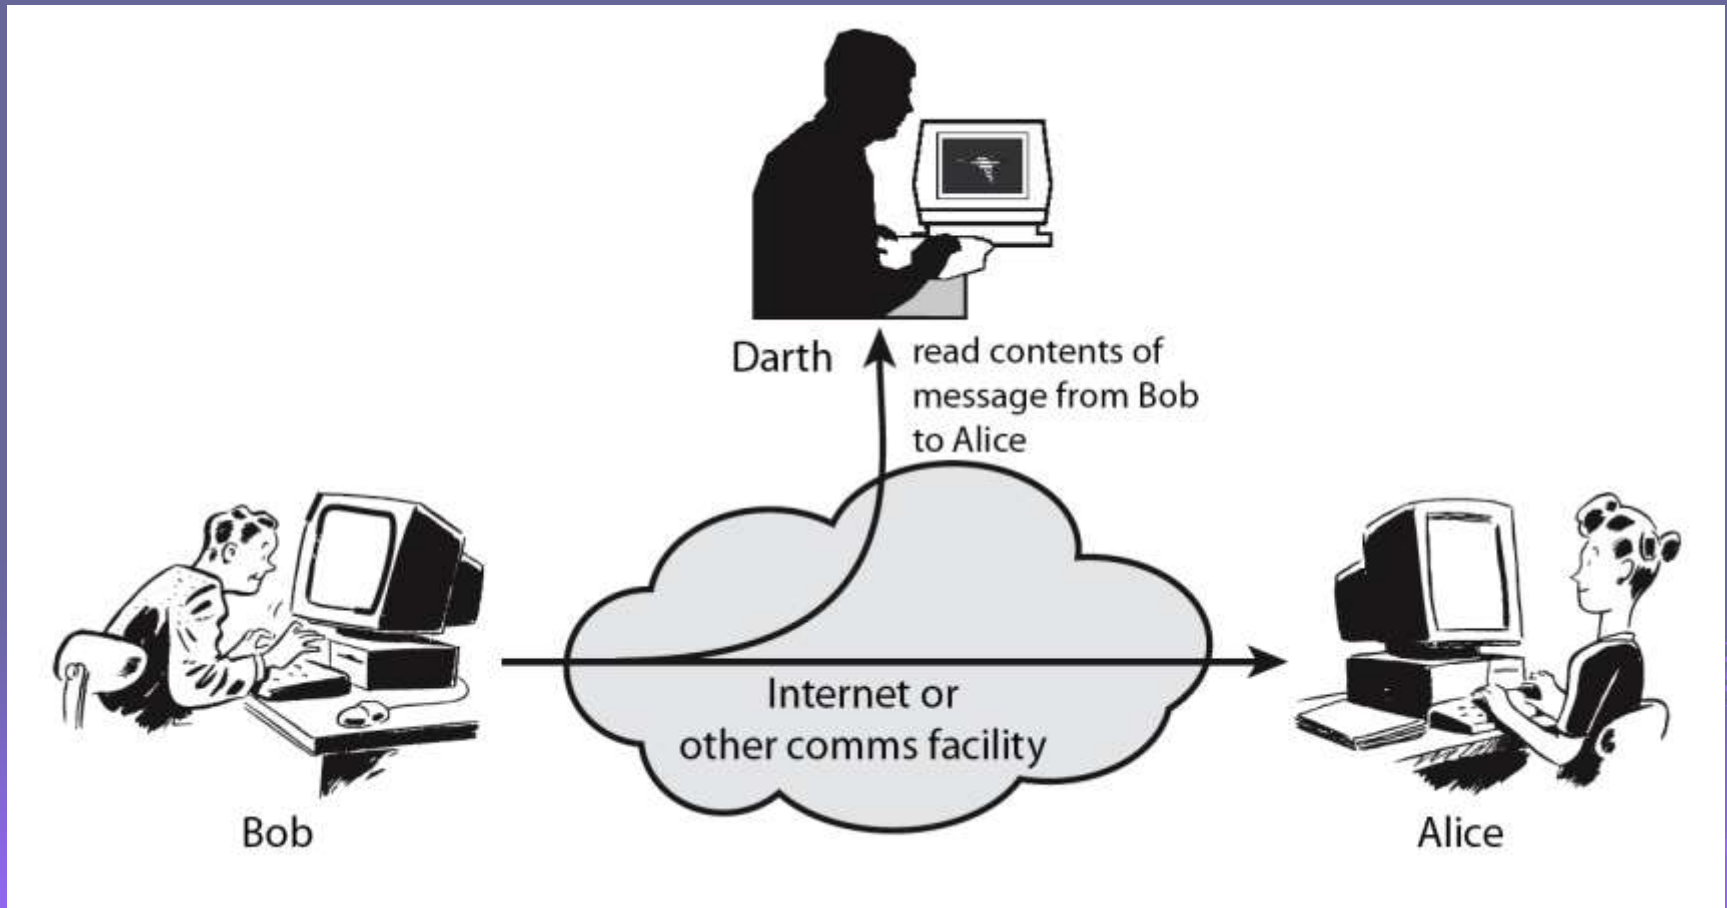 Darth
read contents of
message from Bob
to Alice
Internet or
other comms facility
Bob
Alice